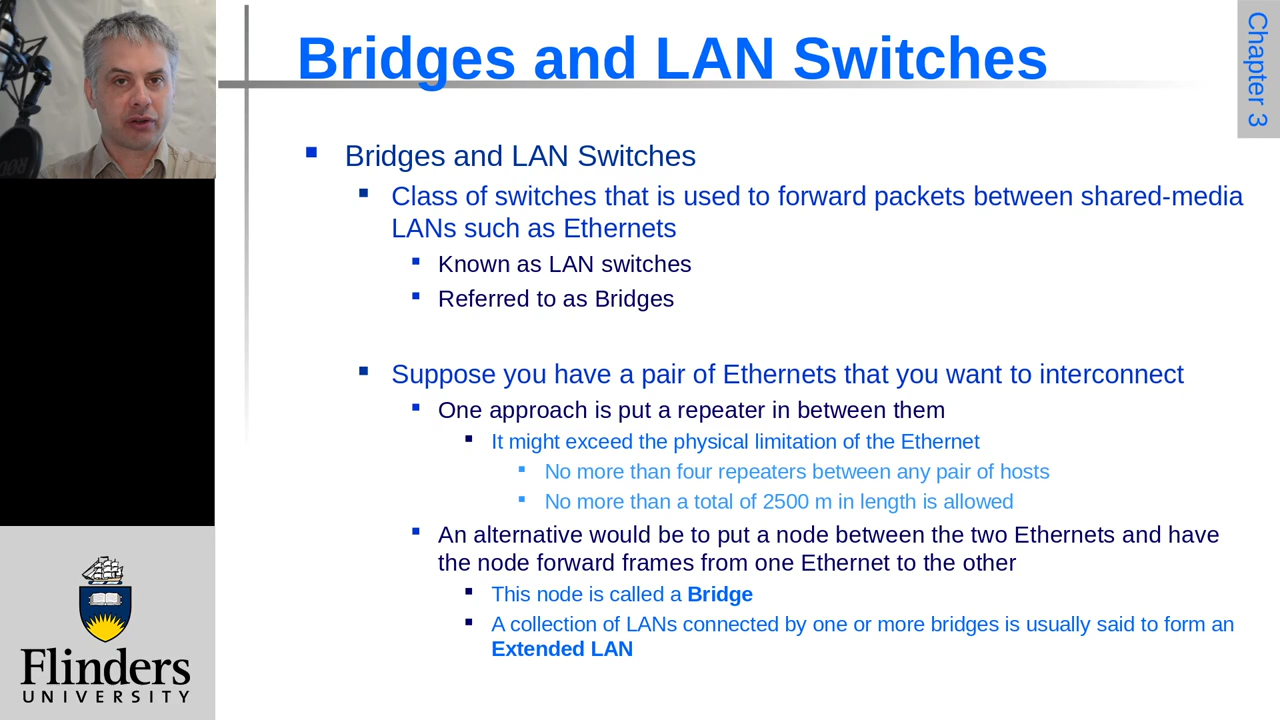 Bridges and LAN Switches
Chapter 3
Bridges and LAN Switches
Class of switches that is used to forward packets between shared-media
LANs such as Ethernets
Known as LAN switches
Referred to as Bridges
Suppose you have a pair of Ethernets that you want to interconnect
One approach is put a repeater in between them
It might exceed the physical limitation of the Ethernet
No more than four repeaters between any pair of hosts
No more than a total of 2500 m in length is allowed
An alternative would be to put a node between the two Ethernets and have
the node forward frames from one Ethernet to the other
This node is called a Bridge
A collection of LANs connected by one or more bridges is usually said to form an
Extended LAN
Flinders
UNIVERSITY